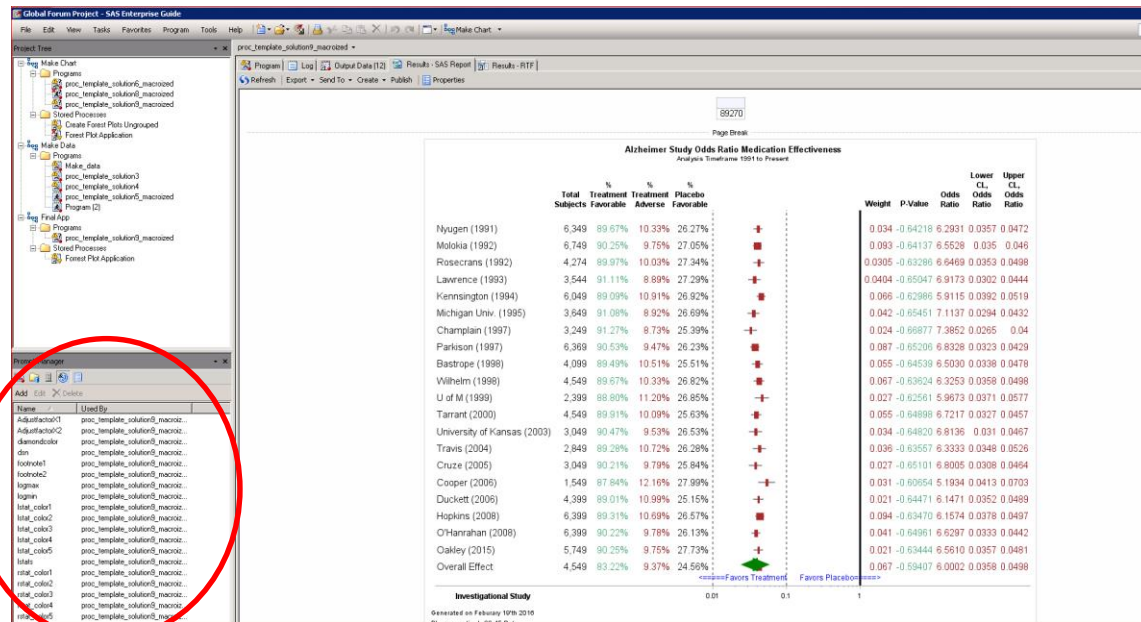 Global Forum Project - SAS Enterprise Guide
File Edit View Tasks Favorites Program Tools Help Make Chart
Project Tree
Make Chart
Programs
proc_template_solution6_macroized
proc_template_solution8_macroized
proc_template_solution9_macroized
Stored Processes
Create Forest Plots Ungrouped
Forest Plot Application
Make Data
Programs
Make_data
proc_template_solution3
proc_template_solution4
proc_template_solution5_macroized
Program (2)
Final App
Programs
proc_template_solution9_macroized
Stored Processes
Forest Plot Application
Manager
Add Edit Delete
Name Used By
AdjustfactorX1 proc_template_solution9_macroiz...
AdjustfactorX2 proc_template_solution9_macroiz...
diamondcolor proc_template_solution9_macroiz...
dsn proc_template_solution9_macroiz...
footnote1 proc_template_solution9_macroiz...
footnote2 proc_template_solution9_macroiz...
logmax proc_template_solution9_macroiz...
logmin proc_template_solution9_macroiz...
lstat_color1 proc_template_solution9_macroiz...
lstat_color2 proc_template_solution9_macroiz...
lstat_color3 proc_template_solution9_macroiz...
lstat_color4 proc_template_solution9_macroiz...
lstat_color5 proc_template_solution9_macroiz...
lstats proc_template_solution9_macroiz...
rstat_color1 proc_template_solution9_macroiz...
rstat_color2 proc_template_solution9_macroiz...
rstat_color3 proc_template_solution9_macroiz...
rstat_color4 proc_template_solution9_macroiz...
rstat_color5 proc_template_solution9_macroiz...
proc_template_solution9_macroized
Program Log Output Data (12) Results - SAS Report Results - RTF
Refresh Export Send To Create Publish Properties
89270
Page Break
Alzheimer Study Odds Ratio Medication Effectiveness
Analysis Timeframe 1991 to Present
Total Subjects % Treatment Favorable % Treatment Adverse % Placebo Favorable Weight P-Value Odds Ratio Lower CL, Odds Ratio Upper CL, Odds Ratio
Nyugen (1991) 6,349 89.67% 10.33% 26.27% 0.034 -0.64218 6.2931 0.0357 0.0472
Molokia (1992) 6,749 90.25% 9.75% 27.05% 0.093 -0.64137 6.5528 0.035 0.046
Rosecrans (1992) 4,274 89.97% 10.03% 27.34% 0.0305 -0.63286 6.6469 0.0353 0.0498
Lawrence (1993) 3,544 91.11% 8.89% 27.29% 0.0404 -0.65047 6.9173 0.0302 0.0444
Kennsington (1994) 6,049 89.09% 10.91% 26.92% 0.066 -0.62986 5.9115 0.0392 0.0519
Michigan Univ. (1995) 3,649 91.08% 8.92% 26.69% 0.042 -0.65451 7.1137 0.0294 0.0432
Champlain (1997) 3,249 91.27% 8.73% 25.39% 0.024 -0.66877 7.3852 0.0265 0.04
Parkison (1997) 6,369 90.53% 9.47% 26.23% 0.087 -0.65206 6.8328 0.0323 0.0429
Bastrope (1998) 4,099 89.49% 10.51% 25.51% 0.055 -0.64539 6.5030 0.0338 0.0478
Wilhelm (1998) 4,549 89.67% 10.33% 26.82% 0.067 -0.63624 6.3253 0.0358 0.0498
U of M (1999) 2,399 88.80% 11.20% 26.85% 0.027 -0.62561 5.9673 0.0371 0.0577
Tarrant (2000) 4,549 89.91% 10.09% 25.63% 0.055 -0.64898 6.7217 0.0327 0.0457
University of Kansas (2003) 3,049 90.47% 9.53% 26.53% 0.034 -0.64820 6.8136 0.031 0.0467
Travis (2004) 2,849 89.28% 10.72% 26.28% 0.036 -0.63557 6.3333 0.0348 0.0526
Cruze (2005) 3,049 90.21% 9.79% 25.84% 0.027 -0.65101 6.8005 0.0308 0.0464
Cooper (2006) 1,549 87.84% 12.16% 27.99% 0.031 -0.60654 5.1934 0.0413 0.0703
Duckett (2006) 4,399 89.01% 10.99% 25.15% 0.021 -0.64471 6.1471 0.0352 0.0489
Hopkins (2008) 6,399 89.31% 10.69% 26.57% 0.094 -0.63470 6.1574 0.0378 0.0497
O'Hanrahan (2008) 6,399 90.22% 9.78% 26.13% 0.041 -0.64961 6.6297 0.0333 0.0442
Oakley (2015) 5,749 90.25% 9.75% 27.73% 0.021 -0.63444 6.5610 0.0357 0.0481
Overall Effect 4,549 83.22% 9.37% 24.56% 0.067 -0.59407 6.0002 0.0358 0.0498
<=====Favors Treatment Favors Placebo=====>
Investigational Study 0.01 0.1 1
Generated on Feburary 19th 2016